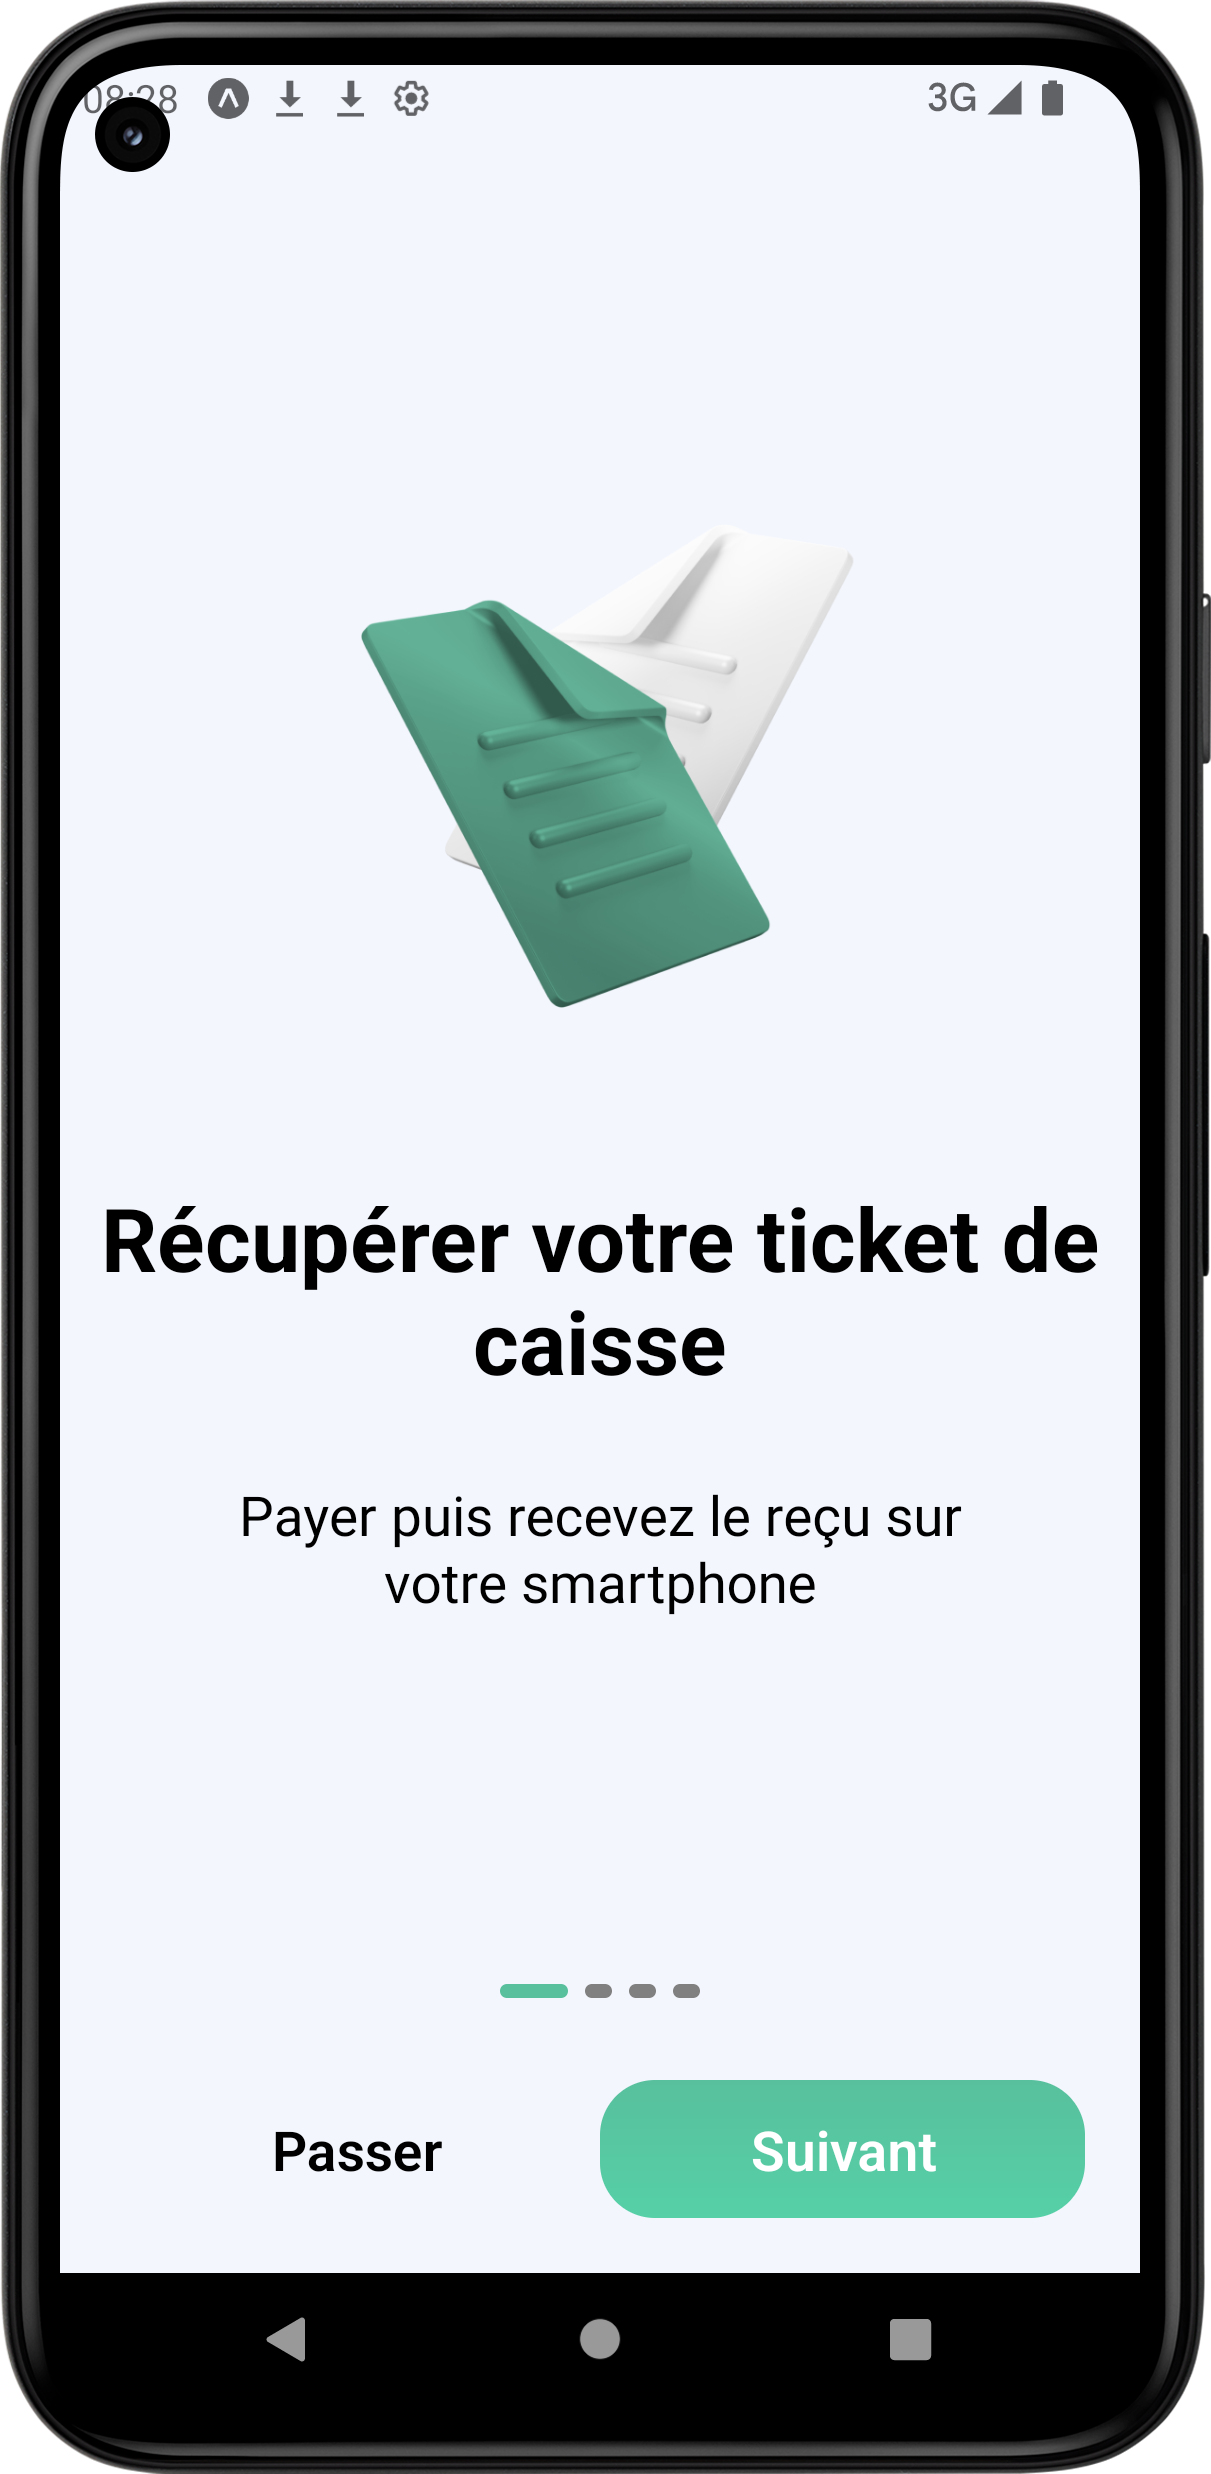 08:28
3G
Récupérer votre ticket de
caisse
Payer puis recevez le reçu sur
votre smartphone
Passer
Suivant